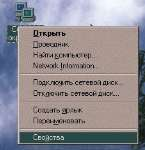 Открыть
Проводник
Найти компьютер...
Network Information...
Подключить сетевой диск...
Отключить сетевой диск...
Создать ярлык
Переименовать
Свойства